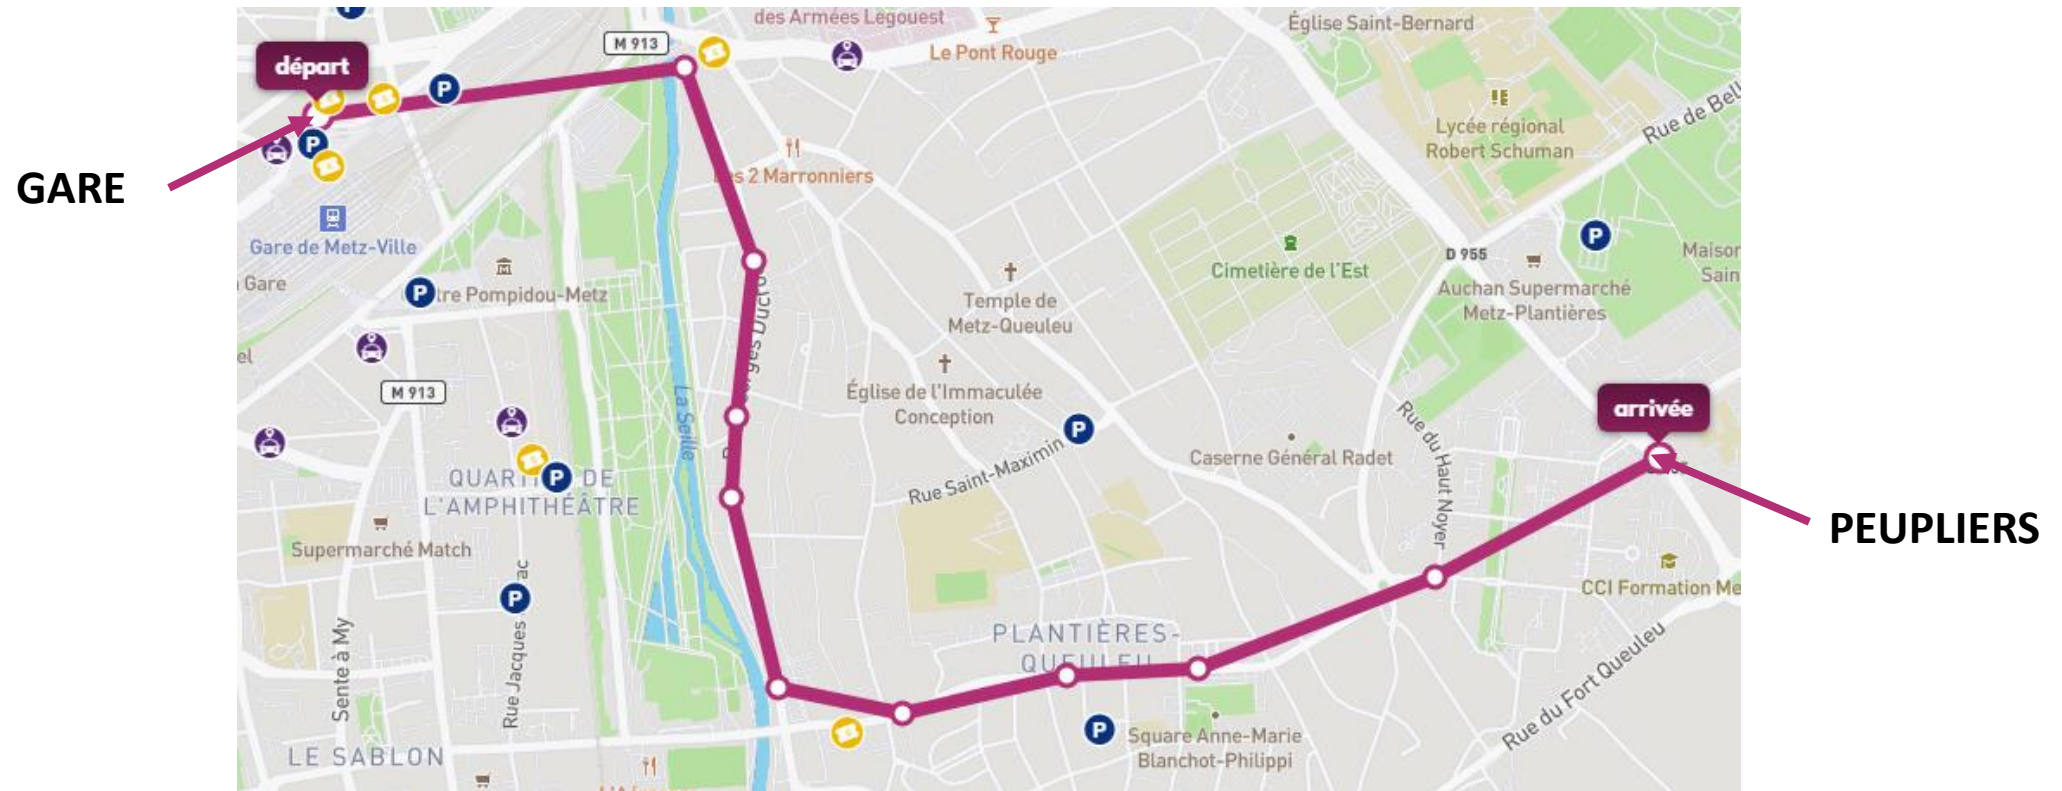 des Armées Legouest
Église Saint-Bernard
M 913
Le Pont Rouge
départ
P
P
Lycée régional
Robert Schuman
Rue de Bel
GARE
Les 2 Marronniers
Gare de Metz-Ville
Gare
P
Pompidou-Metz
Cimetière de l'Est
D 955
P
Maison
Sain
Auchan Supermarché
Metz-Plantières
Temple de
Metz-Queuleu
Georges Ducro
M 913
La Seille
Église de l'Immaculée
Conception
P
Rue Saint-Maximin
Caserne Général Radet
Rue du Haut Noyer
arrivée
QUARTIER DE
L'AMPHITHÉÂTRE
P
PEUPLIERS
Supermarché Match
P
Rue Jacques
Sente à My
CCI Formation Me
PLANTIÈRES-
QUEULEU
Rue du Fort Queuleu
P
Square Anne-Marie
Blanchot-Philippi
LE SABLON